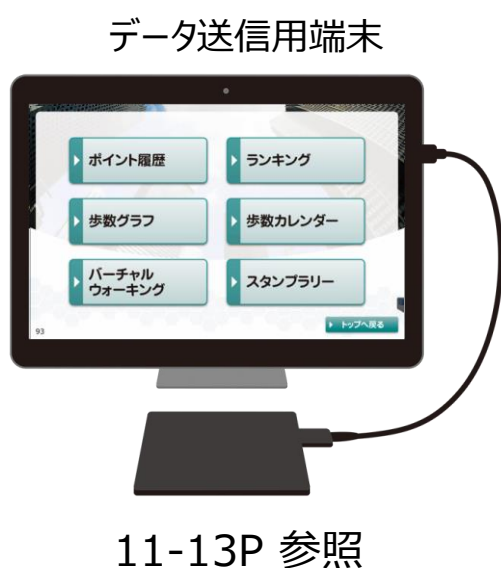 データ送信用端末
ポイント履歴
ランキング
歩数グラフ
歩数カレンダー
バーチャル
ウォーキング
スタンプラリー
トップへ戻る
93
11-13P 参照